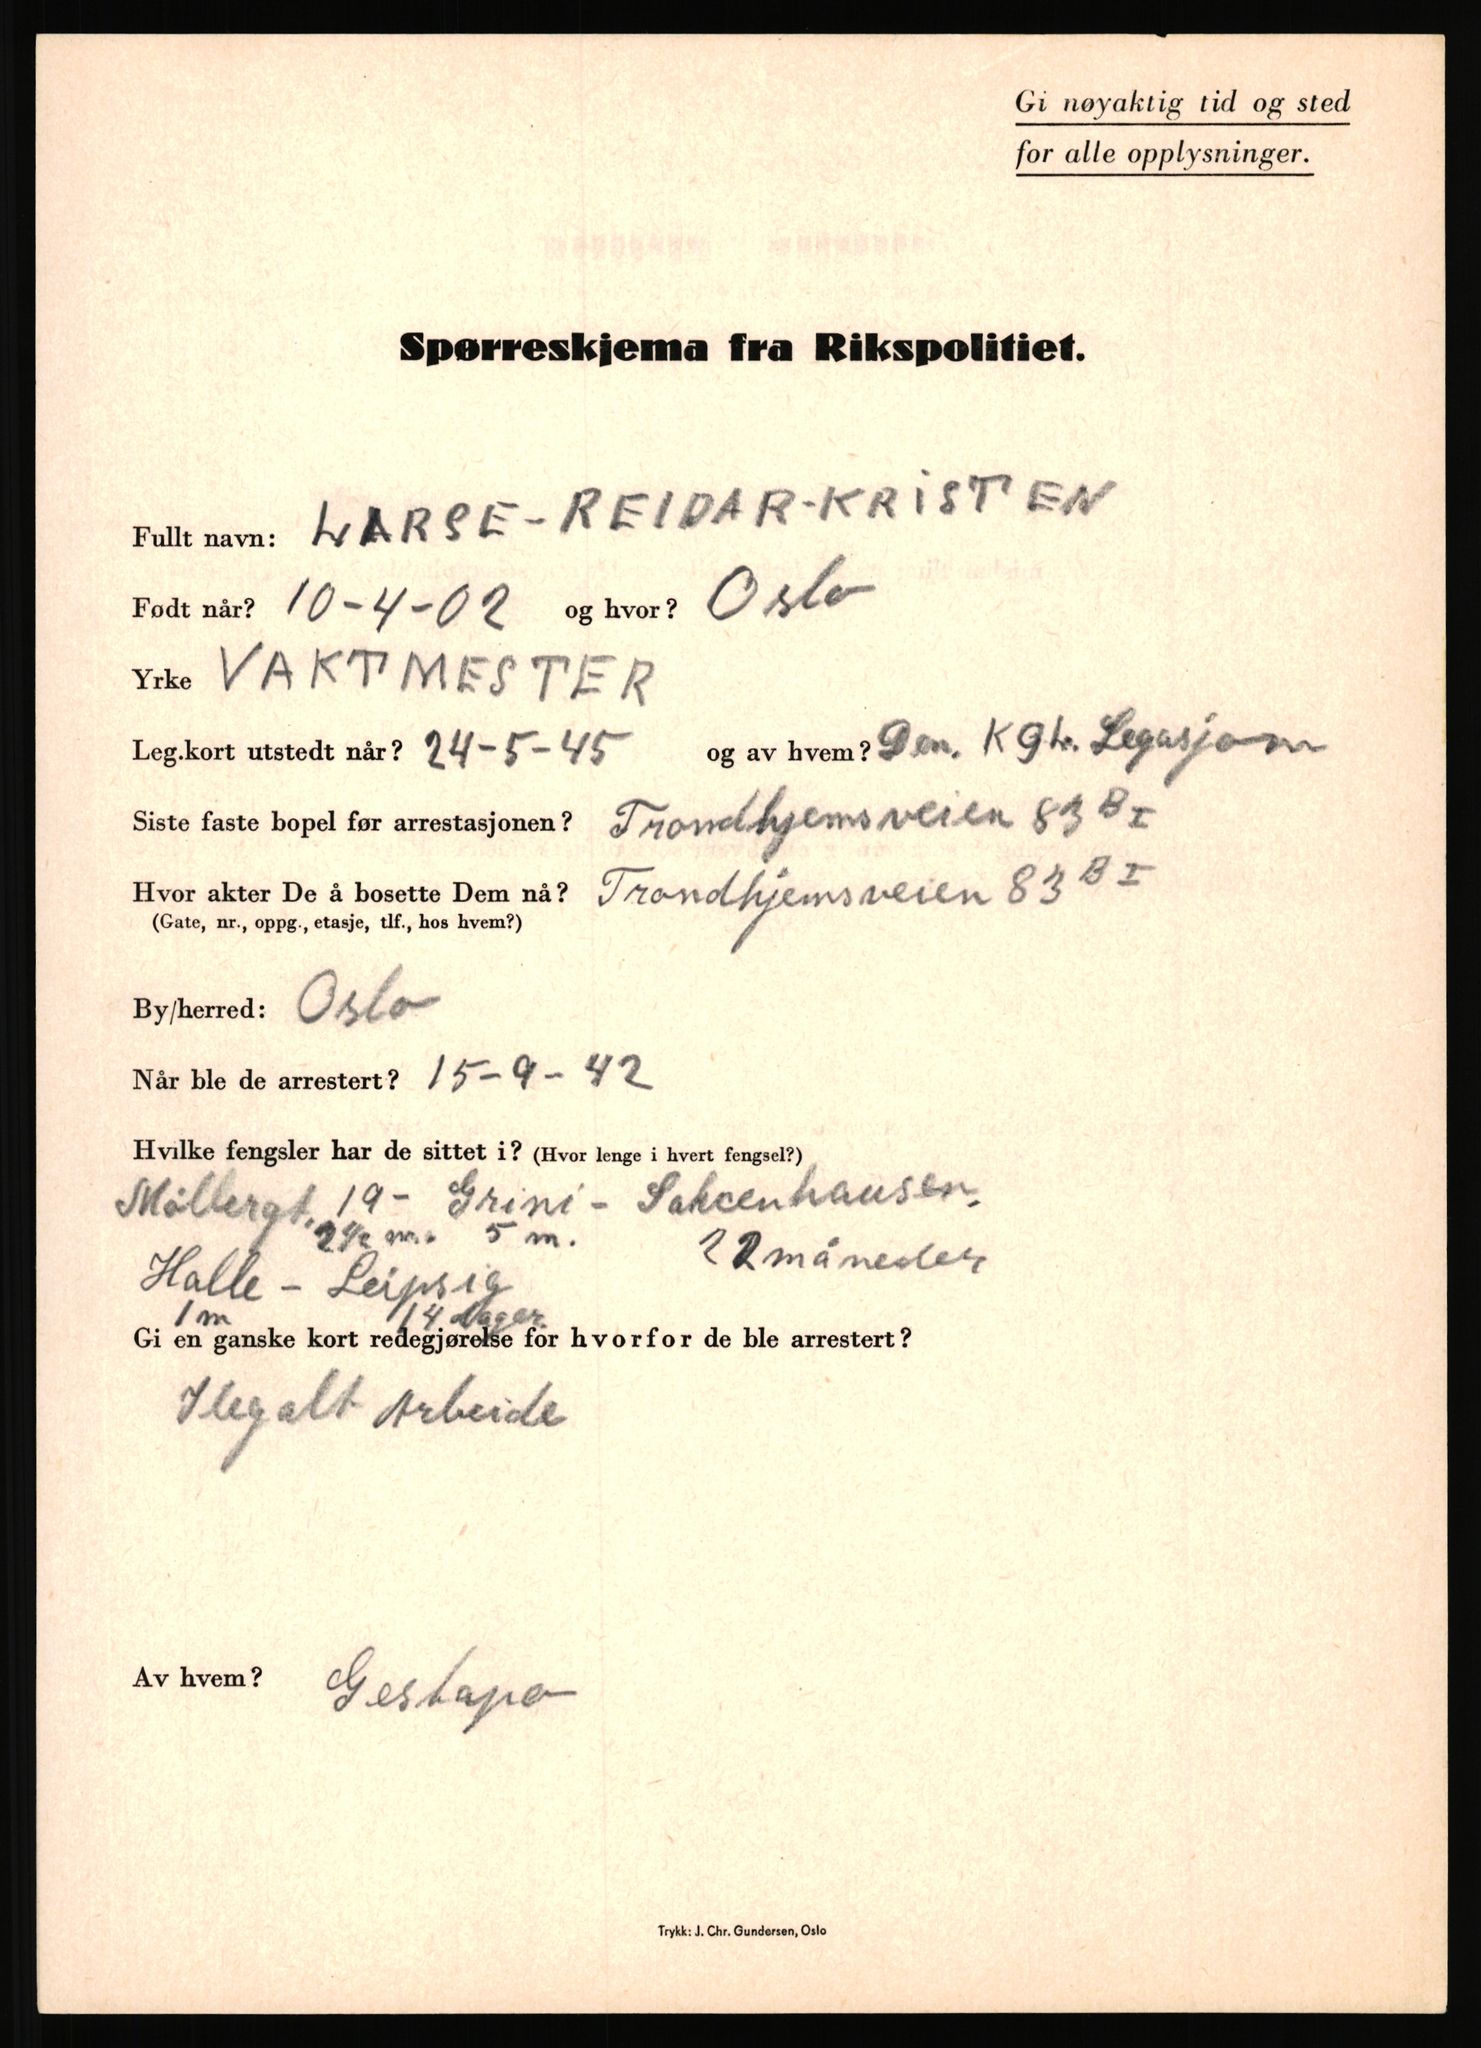 Gi nøyaktig tid og sted
for alle opplysninger.
Spørreskjema fra Rikspolitiet.
Fullt navn: LARSE-REIDAR-KRISTEN
Født når? 10-4-02 og hvor? Oslo
Yrke VAKTMESTER
Leg.kort utstedt når? 24-5-45 og av hvem? Den. Kgl. Legasjom
Siste faste bopel før arrestasjonen? Trondhjemsveien 83 B I
Hvor akter De å bosette Dem nå? Trondhjemsveien 83 B I
(Gate, nr., oppg., etasje, tlf., hos hvem?)
By/herred: Oslo
Når ble de arrestert? 15-9-42
Hvilke fengsler har de sittet i? (Hvor lenge i hvert fengsel?)
Møllergt. 19- Grini - Sakcenhausen.
2½ m. 5 m. 22 måneder
Halle - Leipsig
1 m 14 dager
Gi en ganske kort redegjørelse for hvorfor de ble arrestert?
Ilegalt Arbeide
Av hvem? Gestapo
Trykk: J. Chr. Gundersen, Oslo